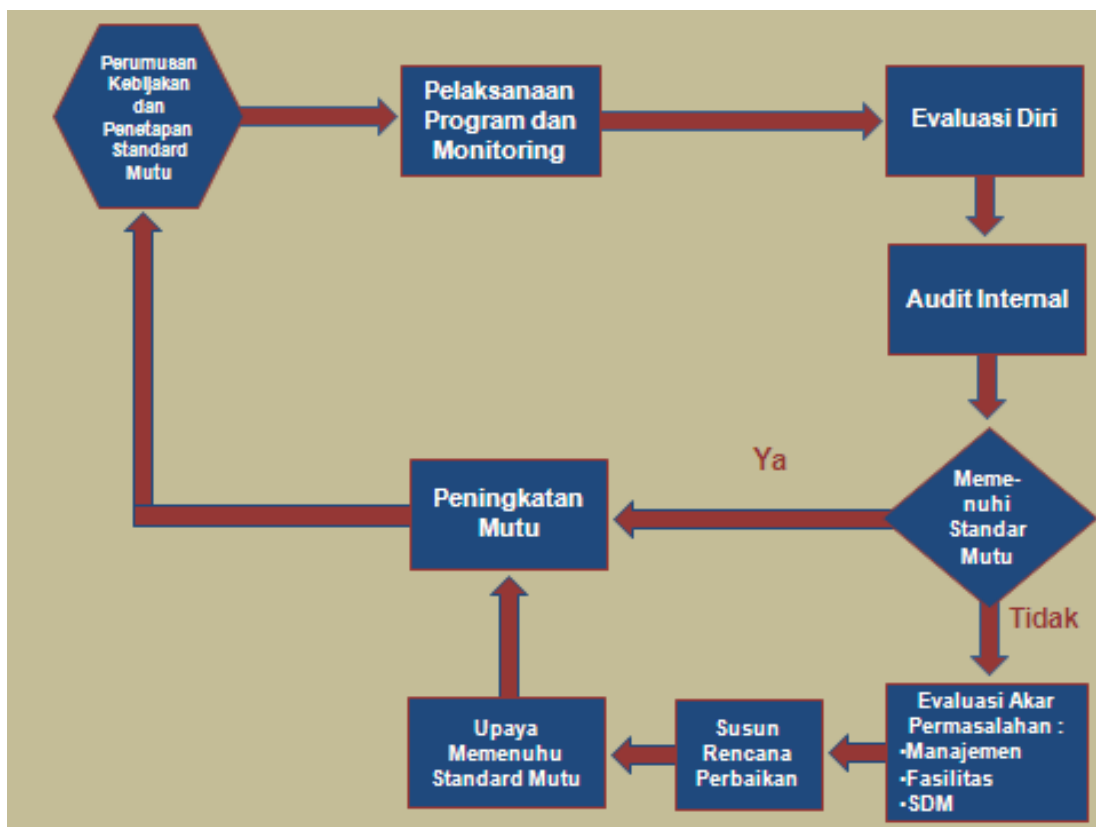 Perumusan
Kebijakan
dan
Penetapan
Standard
Mutu
Pelaksanaan
Program dan
Monitoring
Evaluasi Diri
Audit Internal
Ya
Meme-
nuhi
Standar
Mutu
Peningkatan
Mutu
Tidak
Evaluasi Akar
Permasalahan :
•Manajemen
•Fasilitas
•SDM
Susun
Rencana
Perbaikan
Upaya
Memenuhu
Standard Mutu